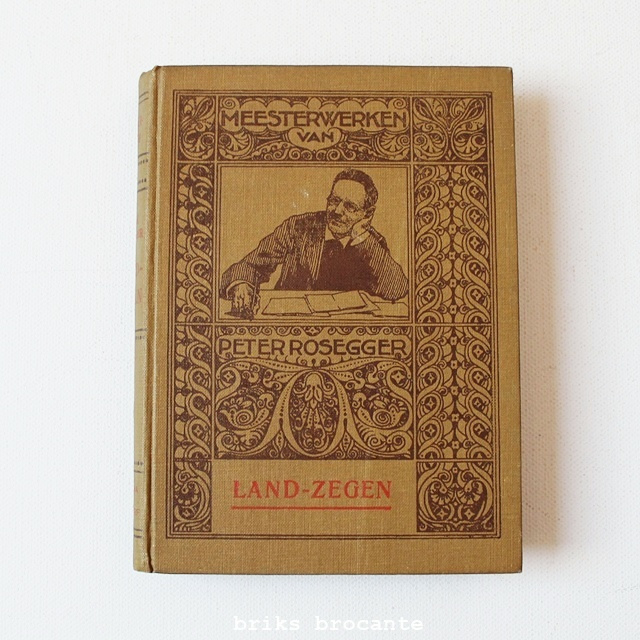 MEESTERWERKEN
VAN
PETER ROSEGGER
LAND-ZEGEN
briks brocante